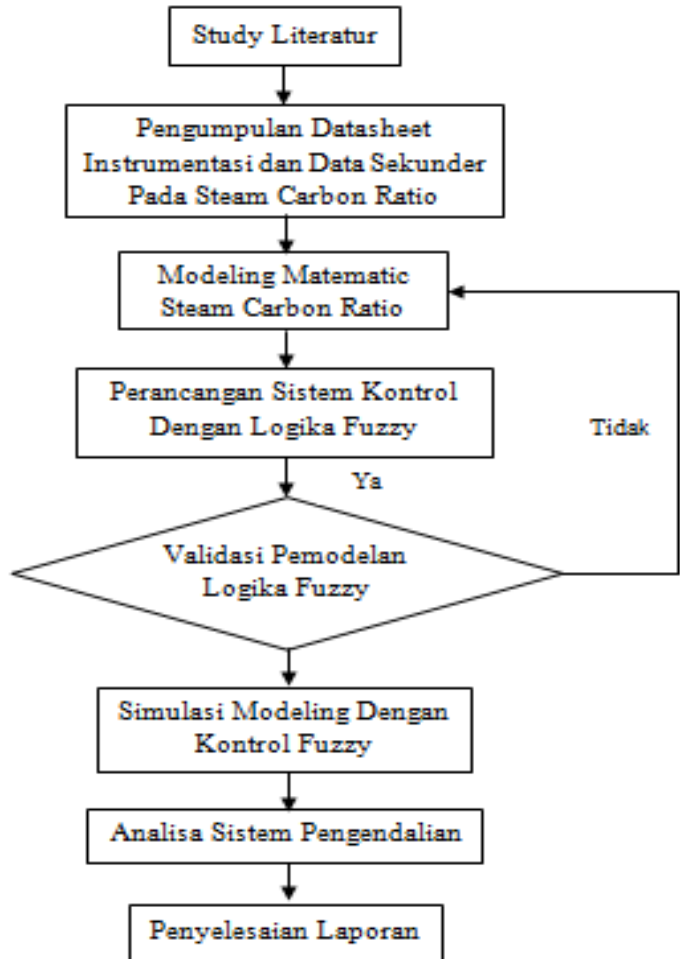 Study Literatur
Pengumpulan Datasheet
Instrumentasi dan Data Sekunder
Pada Steam Carbon Ratio
Modeling Matematic
Steam Carbon Ratio
Perancangan Sistem Kontrol
Dengan Logika Fuzzy
Tidak
Ya
Validasi Pemodelan
Logika Fuzzy
Simulasi Modeling Dengan
Kontrol Fuzzy
Analisa Sistem Pengendalian
Penyelesaian Laporan